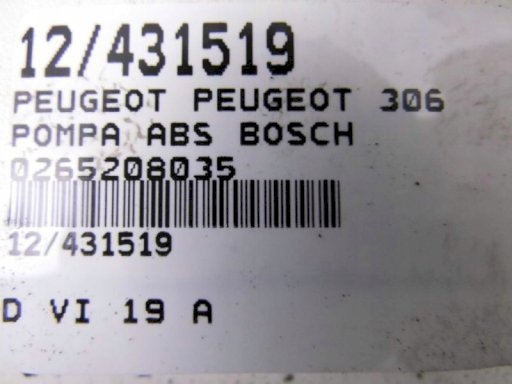 12/431519
PEUGEOT PEUGEOT 306
POMPA ABS BOSCH
0265208035
12/431519
D VI 19 A